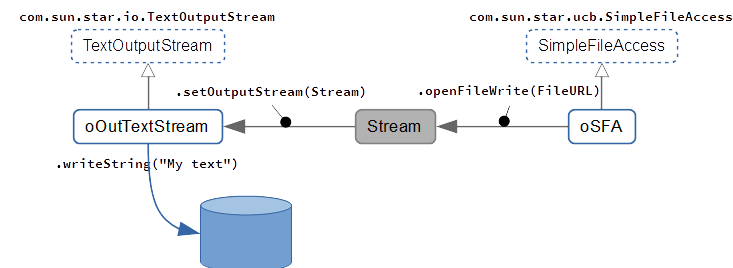 com.sun.star.io.TextOutputStream
com.sun.star.ucb.SimpleFileAccess
TextOutputStream
SimpleFileAccess
.setOutputStream(Stream)
.openFileWrite(FileURL)
oOutTextStream
Stream
oSFA
.writeString("My text")